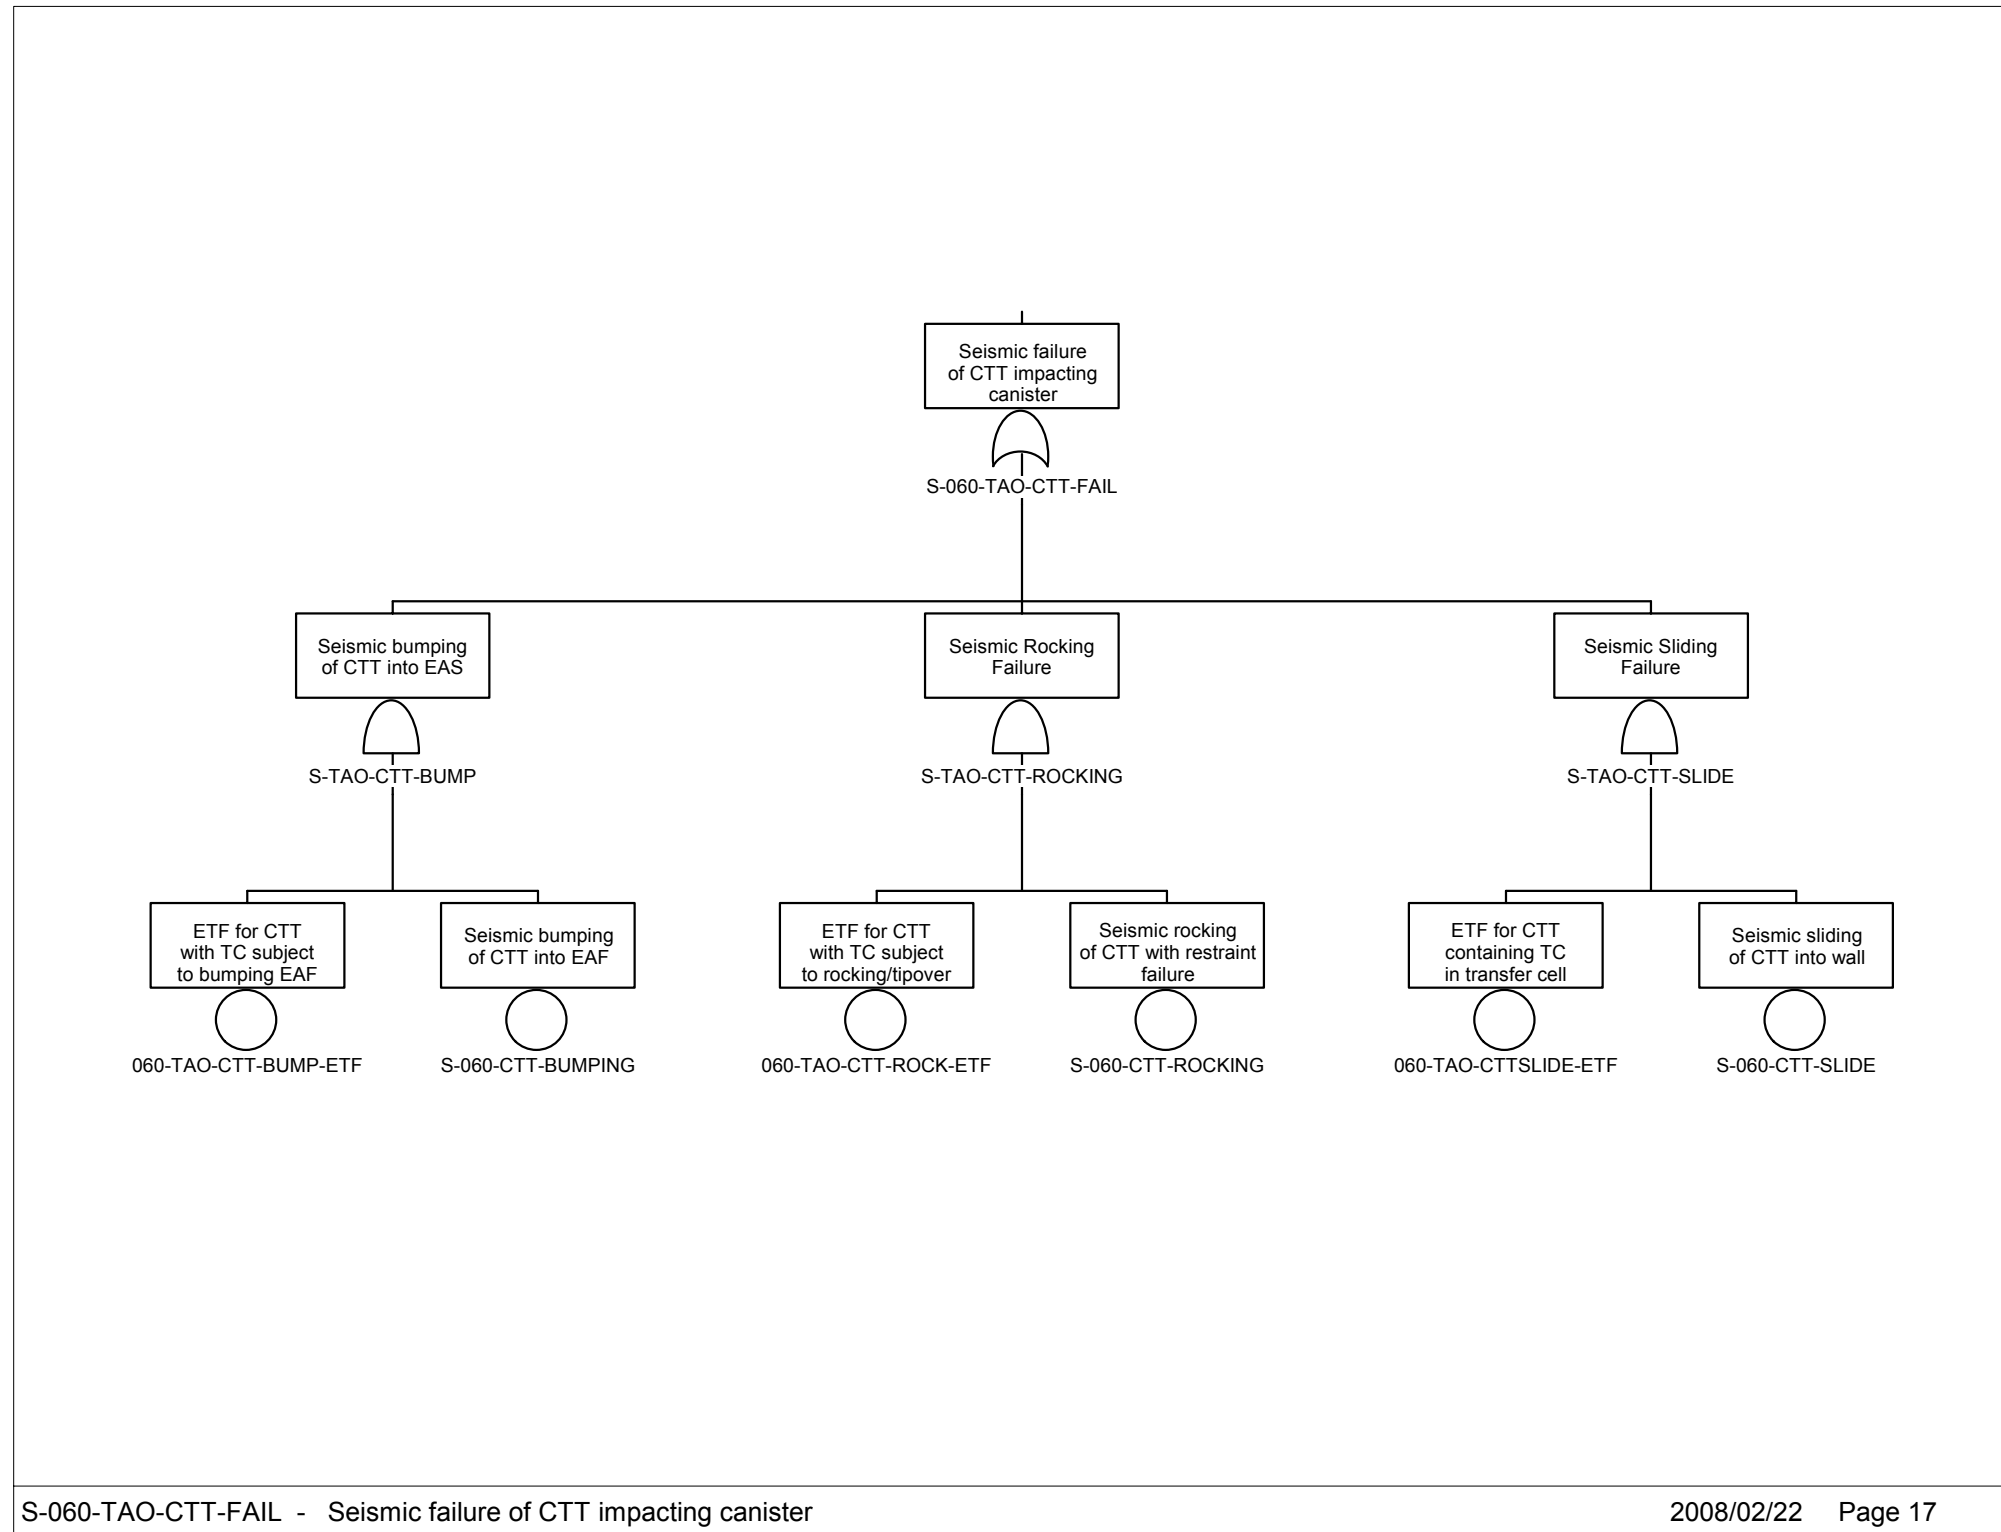 Seismic failure
of CTT impacting
canister
S-060-TAO-CTT-FAIL
Seismic bumping
of CTT into EAS
S-TAO-CTT-BUMP
Seismic Rocking
Failure
S-TAO-CTT-ROCKING
Seismic Sliding
Failure
S-TAO-CTT-SLIDE
ETF for CTT
with TC subject
to bumping EAF
060-TAO-CTT-BUMP-ETF
Seismic bumping
of CTT into EAF
S-060-CTT-BUMPING
ETF for CTT
with TC subject
to rocking/tipover
060-TAO-CTT-ROCK-ETF
Seismic rocking
of CTT with restraint
failure
S-060-CTT-ROCKING
ETF for CTT
containing TC
in transfer cell
060-TAO-CTTSLIDE-ETF
Seismic sliding
of CTT into wall
S-060-CTT-SLIDE
S-060-TAO-CTT-FAIL - Seismic failure of CTT impacting canister
2008/02/22 Page 17